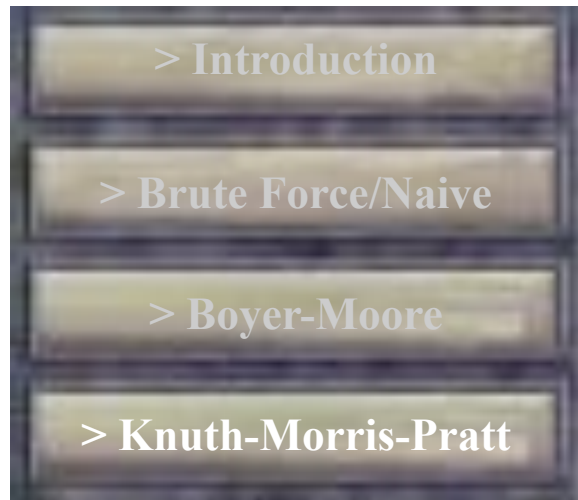 > Introduction
> Brute Force/Naive
> Boyer-Moore
> Knuth-Morris-Pratt